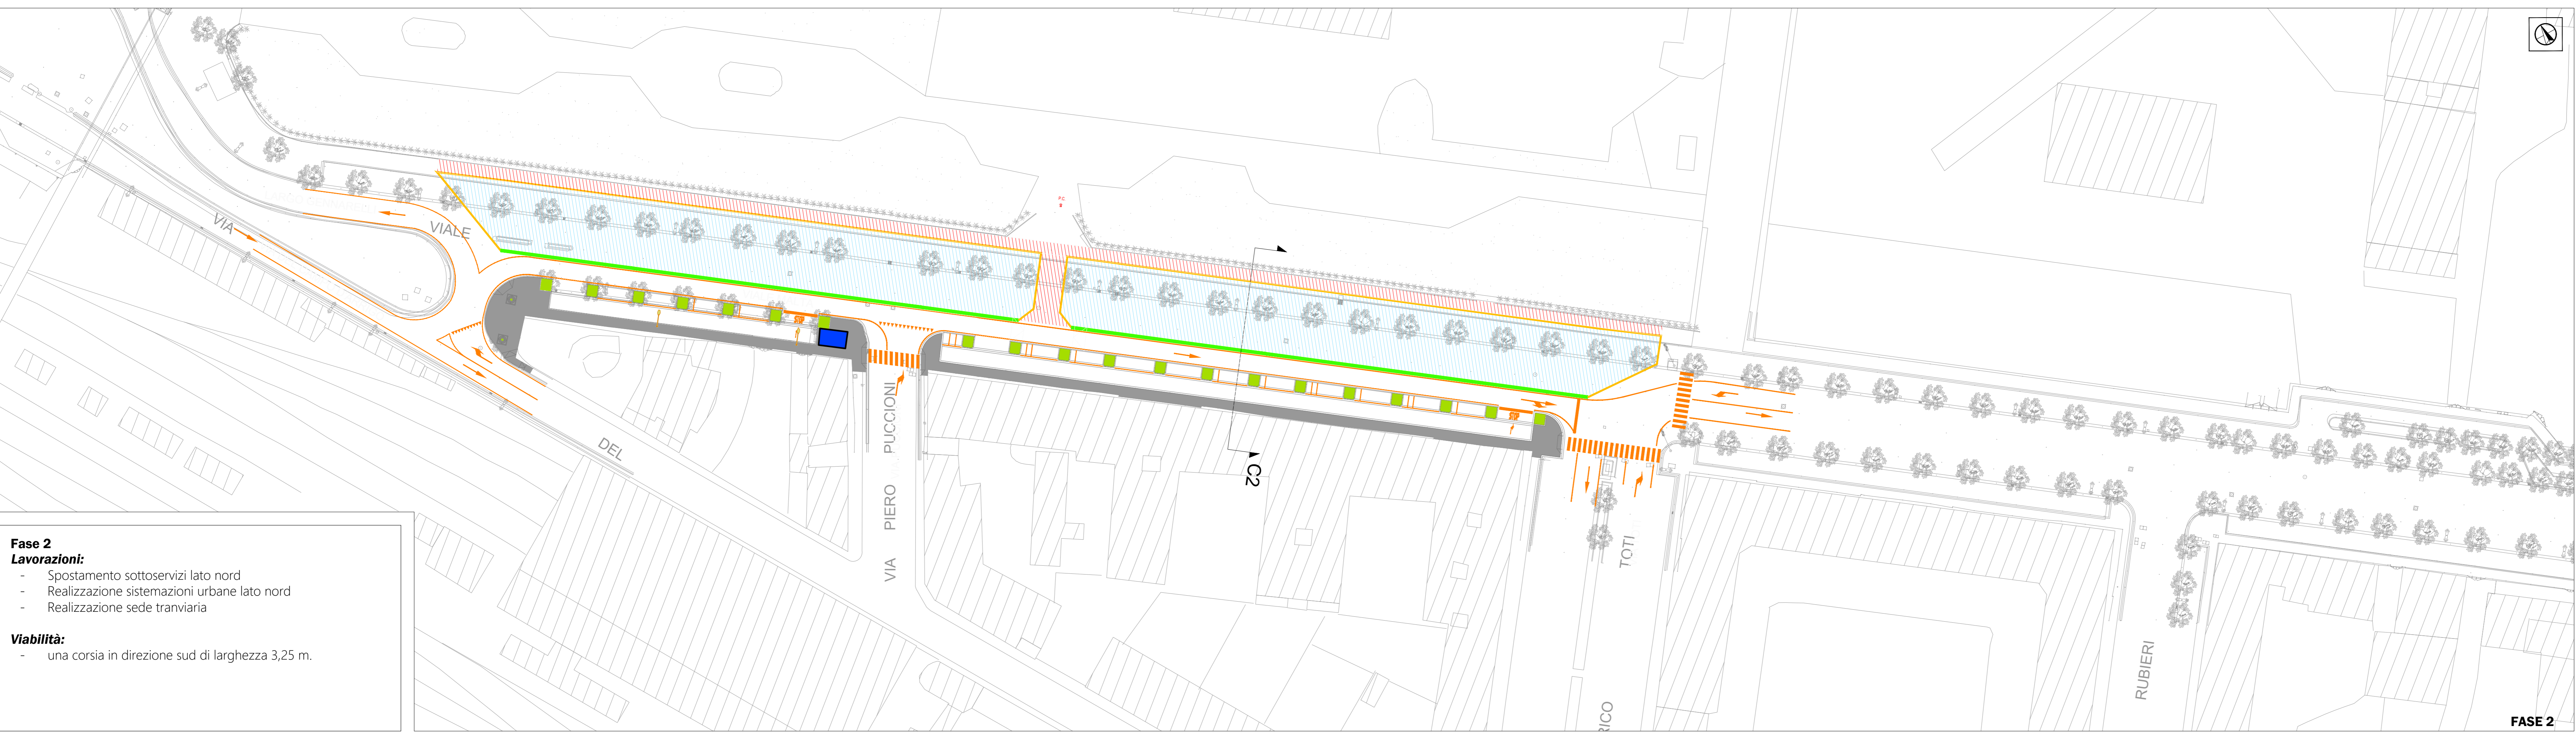 VIA
VIALE
DEL
VIA PIERO PUCCIONI
C2
TOTI
RICO
RUBIERI
Fase 2
Lavorazioni:
- Spostamento sottoservizi lato nord
- Realizzazione sistemazioni urbane lato nord
- Realizzazione sede tranviaria
Viabilità:
- una corsia in direzione sud di larghezza 3,25 m.
FASE 2